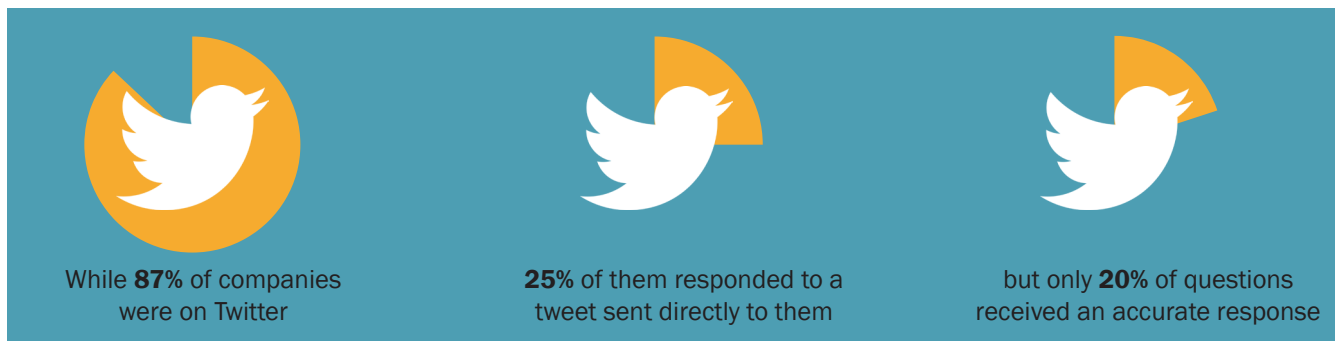 While 87% of companies
were on Twitter
25% of them responded to a
tweet sent directly to them
but only 20% of questions
received an accurate response